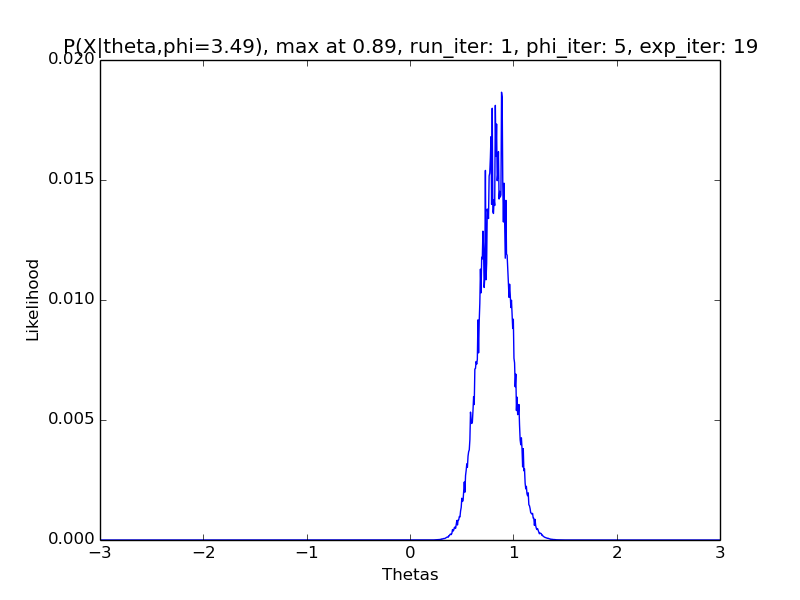 P(X|theta,phi=3.49), max at 0.89, run_iter: 1, phi_iter: 5, exp_iter: 19
0.020
0.015
0.010
0.005
0.000
Likelihood
−3 −2 −1 0 1 2 3
Thetas